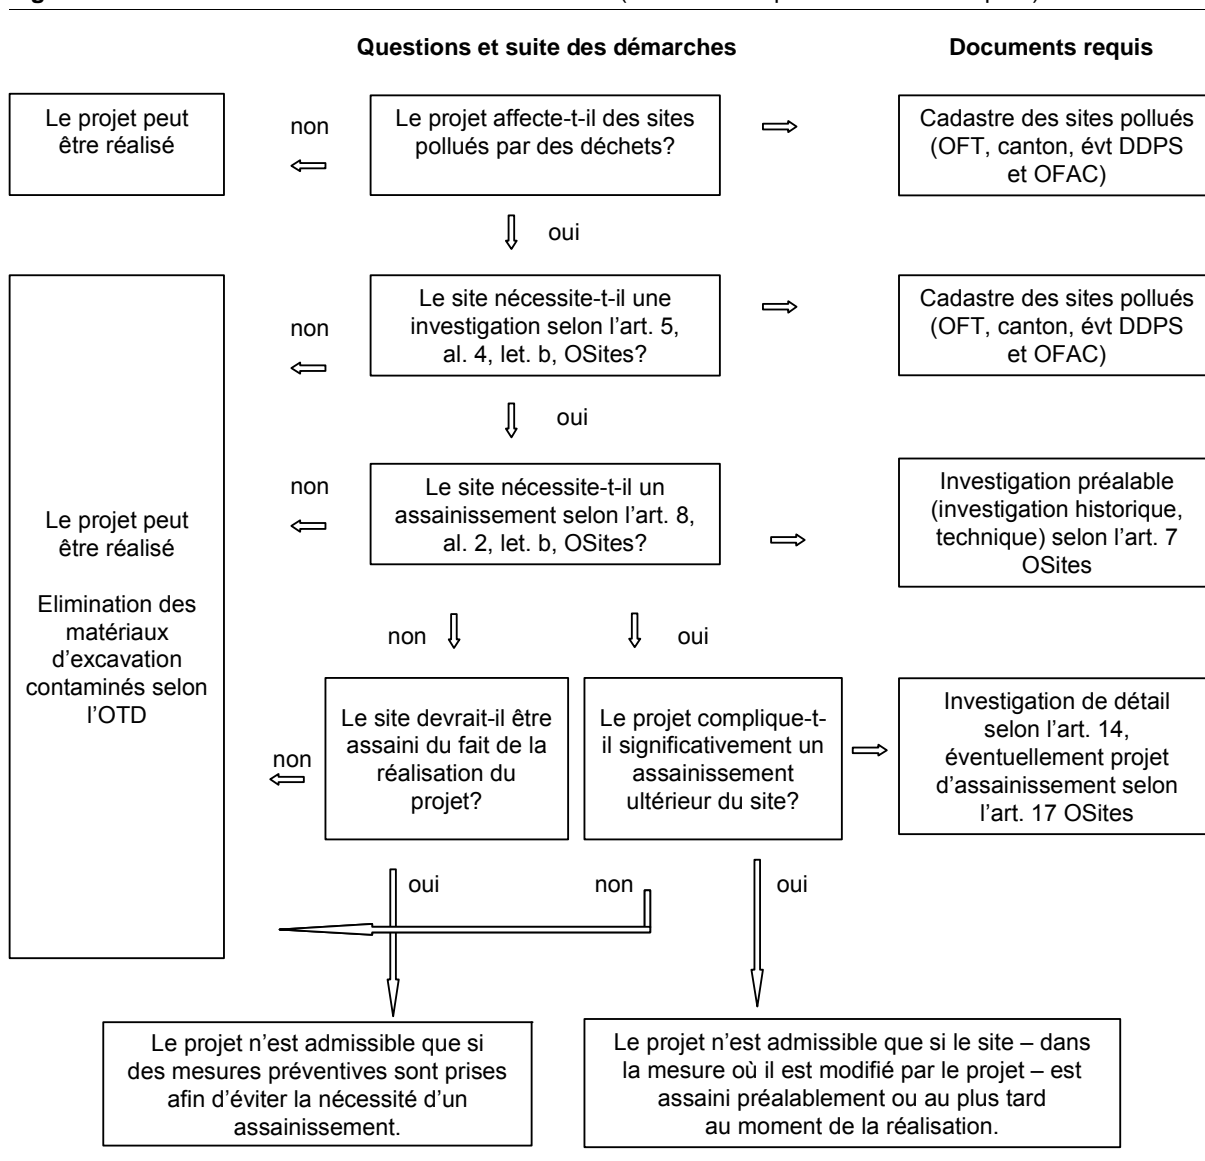 Questions et suite des démarches
Documents requis
Le projet peut
être réalisé
non
Le projet affecte-t-il des sites
pollués par des déchets?
Cadastre des sites pollués
(OFT, canton, évt DDPS
et OFAC)
oui
Le site nécessite-t-il une
investigation selon l'art. 5,
al. 4, let. b, OSites?
non
Cadastre des sites pollués
(OFT, canton, évt DDPS
et OFAC)
oui
non
Le site nécessite-t-il un
assainissement selon l'art. 8,
al. 2, let. b, OSites?
Investigation préalable
(investigation historique,
technique) selon l'art. 7
OSites
Le projet peut
être réalisé
Elimination des
matériaux
d'excavation
contaminés selon
l'OTD
non
oui
non
Le site devrait-il être
assaini du fait de la
réalisation du
projet?
Le projet complique-t-
il significativement un
assainissement
ultérieur du site?
Investigation de détail
selon l'art. 14,
éventuellement projet
d'assainissement selon
l'art. 17 OSites
oui
non
oui
Le projet n'est admissible que si
des mesures préventives sont prises
afin d'éviter la nécessité d'un
assainissement.
Le projet n'est admissible que si le site – dans
la mesure où il est modifié par le projet – est
assaini préalablement ou au plus tard
au moment de la réalisation.